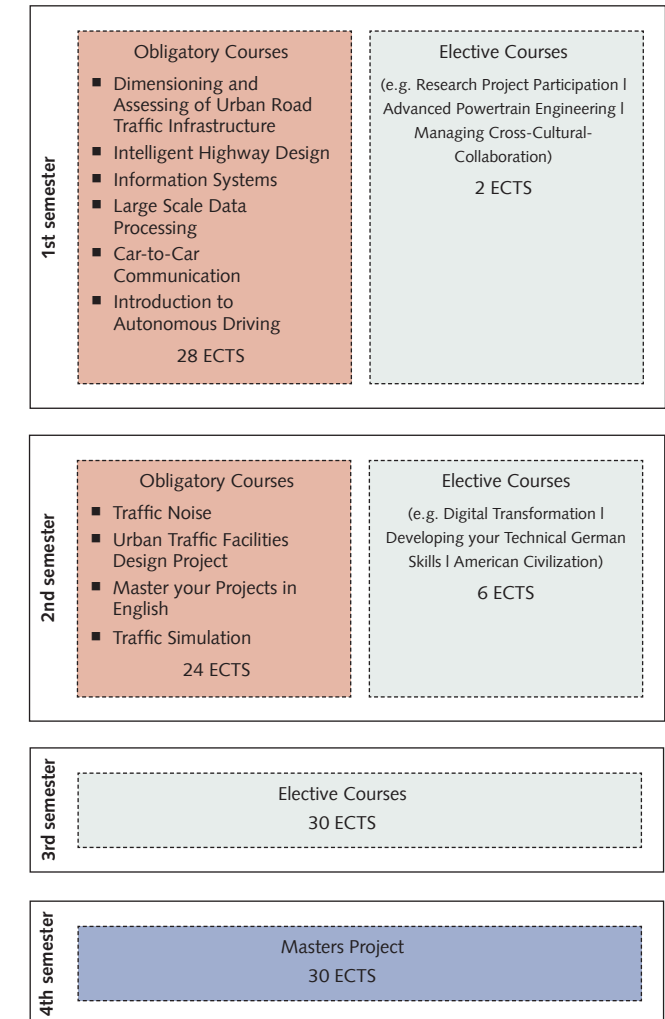 1st semester
Obligatory Courses
■ Dimensioning and
Assessing of Urban Road
Traffic Infrastructure
■ Intelligent Highway Design
■ Information Systems
■ Large Scale Data
Processing
■ Car-to-Car
Communication
■ Introduction to
Autonomous Driving
28 ECTS
Elective Courses
(e.g. Research Project Participation l
Advanced Powertrain Engineering l
Managing Cross-Cultural-
Collaboration)
2 ECTS
2nd semester
Obligatory Courses
■ Traffic Noise
■ Urban Traffic Facilities
Design Project
■ Master your Projects in
English
■ Traffic Simulation
24 ECTS
Elective Courses
(e.g. Digital Transformation l
Developing your Technical German
Skills l American Civilization)
6 ECTS
3rd semester
Elective Courses
30 ECTS
4th semester
Masters Project
30 ECTS